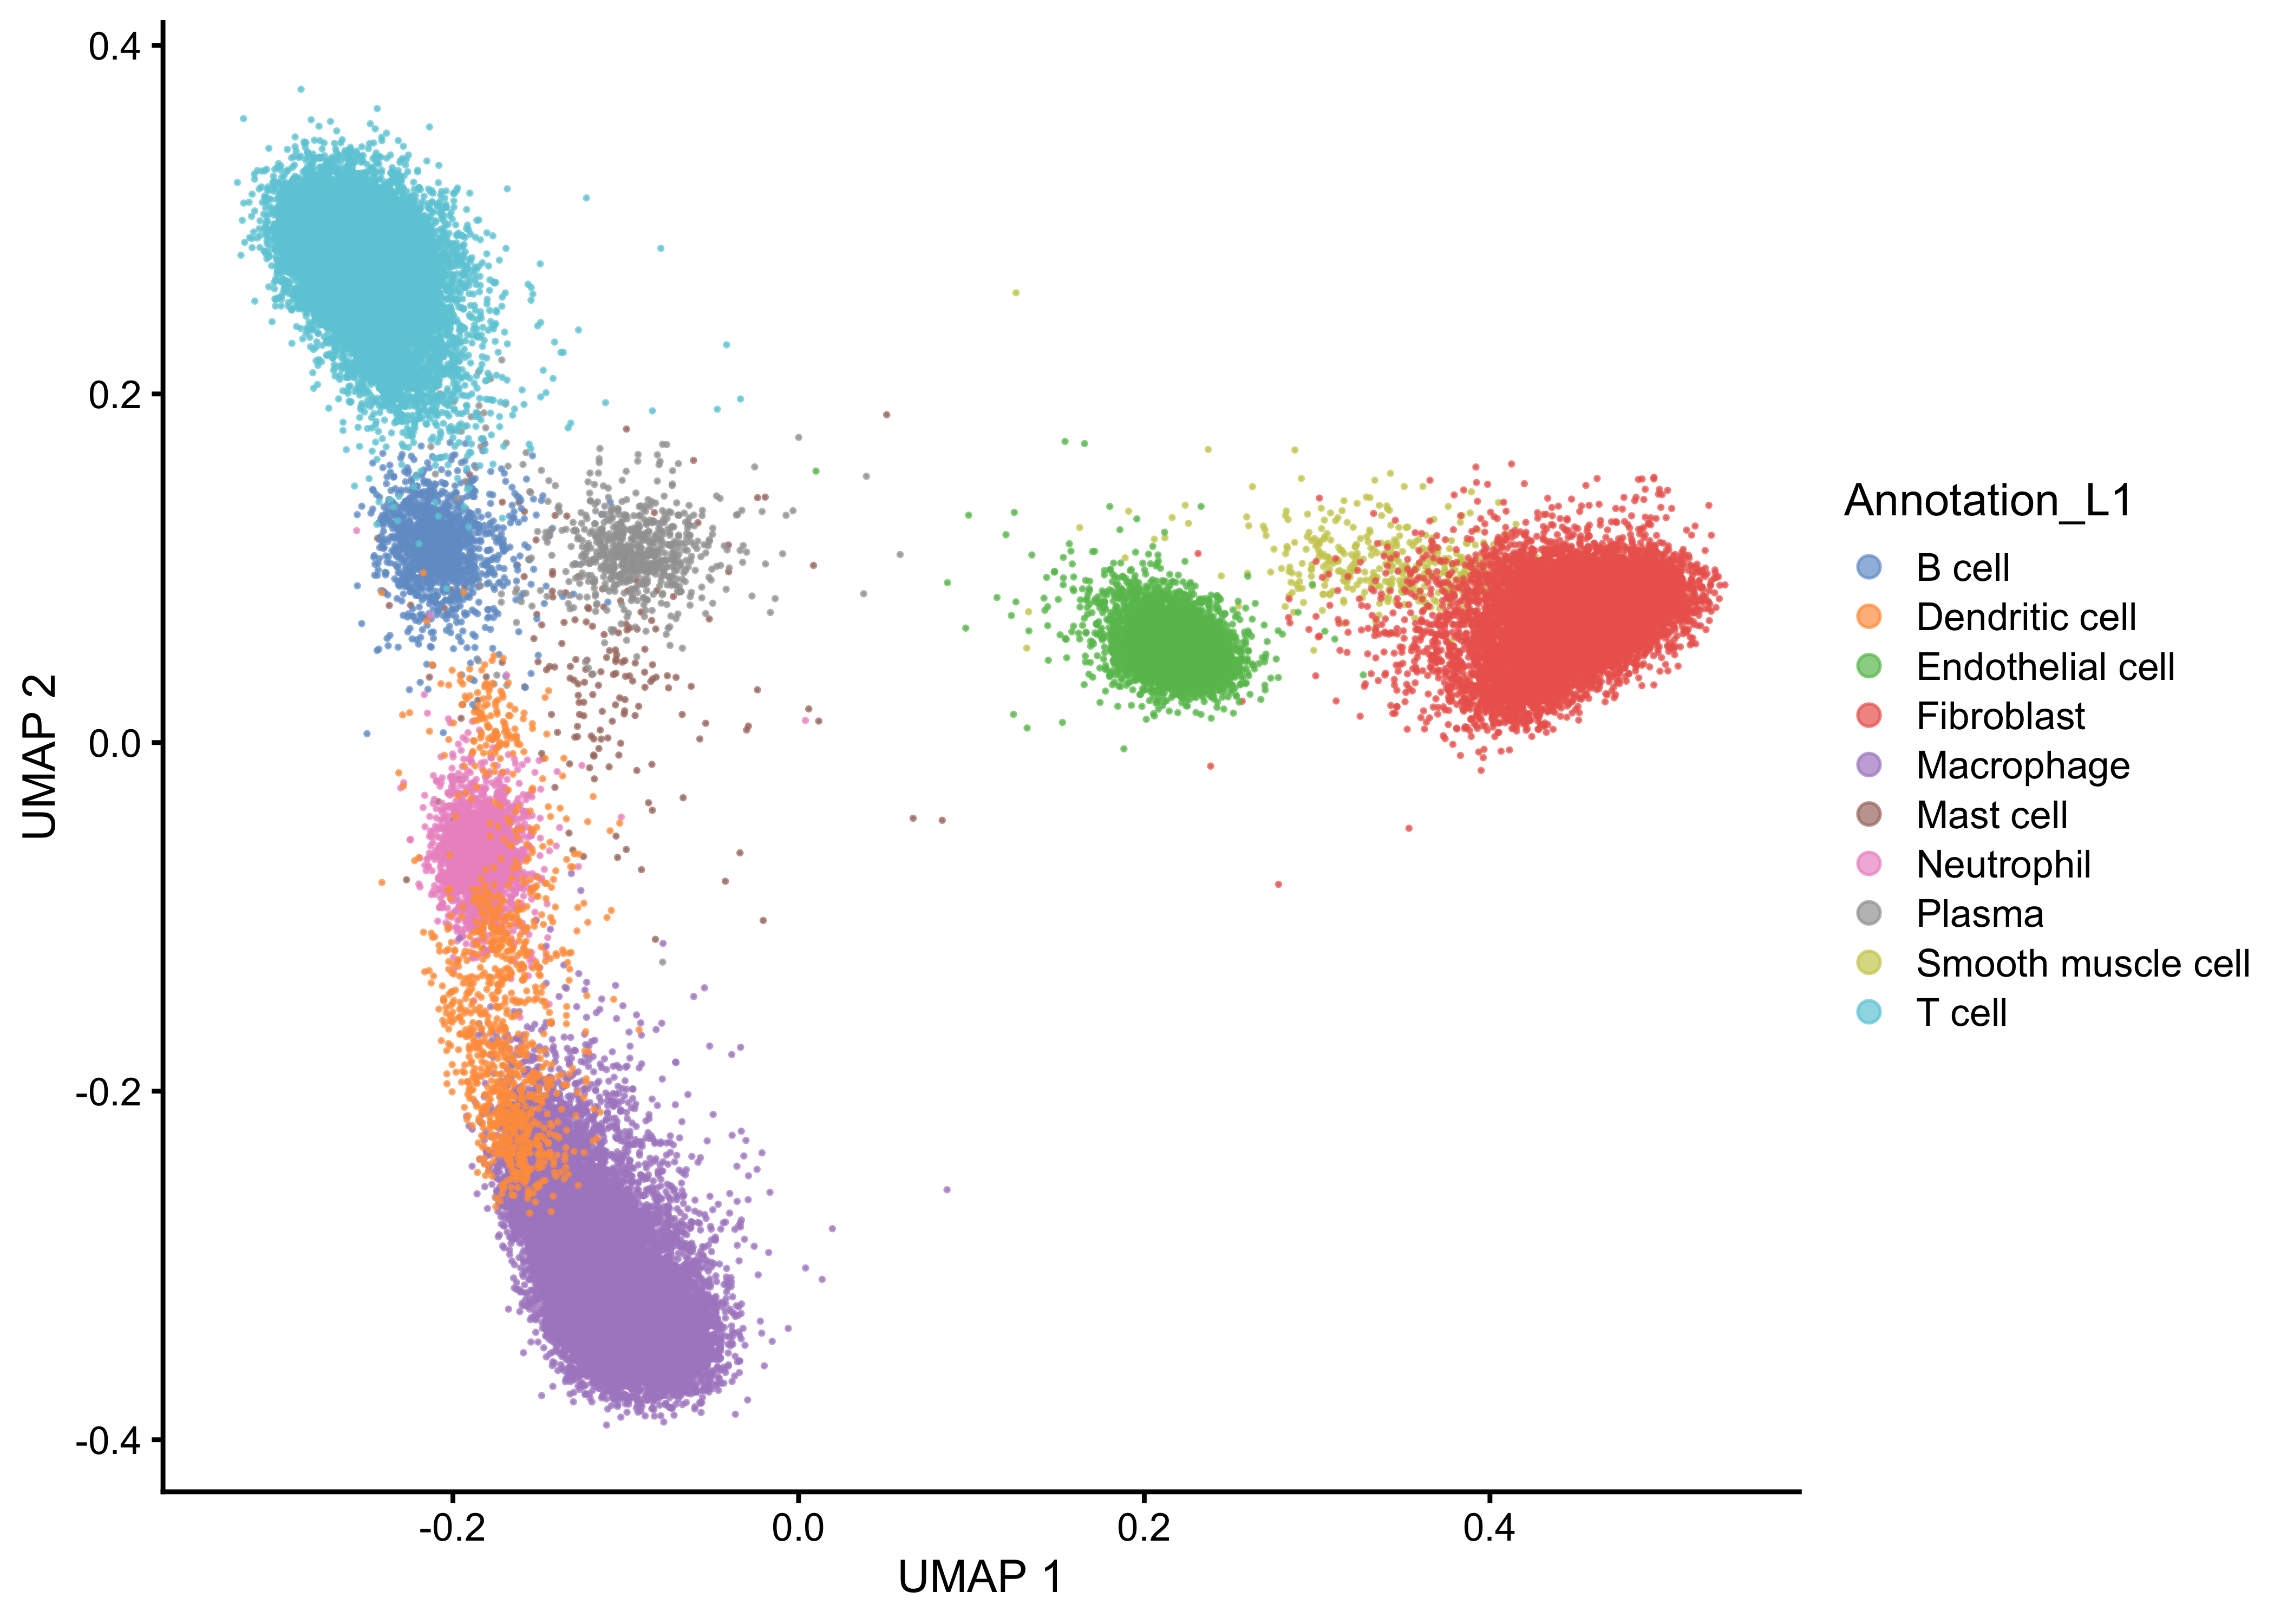 0.4
0.2
0.0
-0.2
-0.4
UMAP 2
-0.2
0.0
0.2
0.4
UMAP 1
Annotation_L1
B cell
Dendritic cell
Endothelial cell
Fibroblast
Macrophage
Mast cell
Neutrophil
Plasma
Smooth muscle cell
T cell